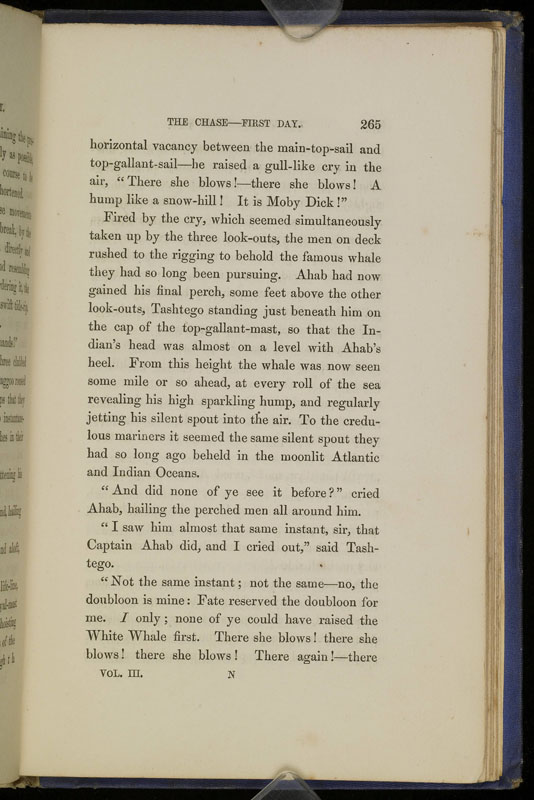 THE CHASE—FIRST DAY. 265
horizontal vacancy between the main-top-sail and
top-gallant-sail—he raised a gull-like cry in the
air, “There she blows!—there she blows! A
hump like a snow-hill! It is Moby Dick!”
Fired by the cry, which seemed simultaneously
taken up by the three look-outs, the men on deck
rushed to the rigging to behold the famous whale
they had so long been pursuing. Ahab had now
gained his final perch, some feet above the other
look-outs, Tashtego standing just beneath him on
the cap of the top-gallant-mast, so that the In-
dian’s head was almost on a level with Ahab’s
heel. From this height the whale was now seen
some mile or so ahead, at every roll of the sea
revealing his high sparkling hump, and regularly
jetting his silent spout into the air. To the credu-
lous mariners it seemed the same silent spout they
had so long ago beheld in the moonlit Atlantic
and Indian Oceans.
“And did none of ye see it before?” cried
Ahab, hailing the perched men all around him.
“I saw him almost that same instant, sir, that
Captain Ahab did, and I cried out,” said Tash-
tego.
“Not the same instant; not the same—no, the
doubloon is mine: Fate reserved the doubloon for
me. I only; none of ye could have raised the
White Whale first. There she blows! there she
blows! there she blows! There again!—there
VOL. III. N